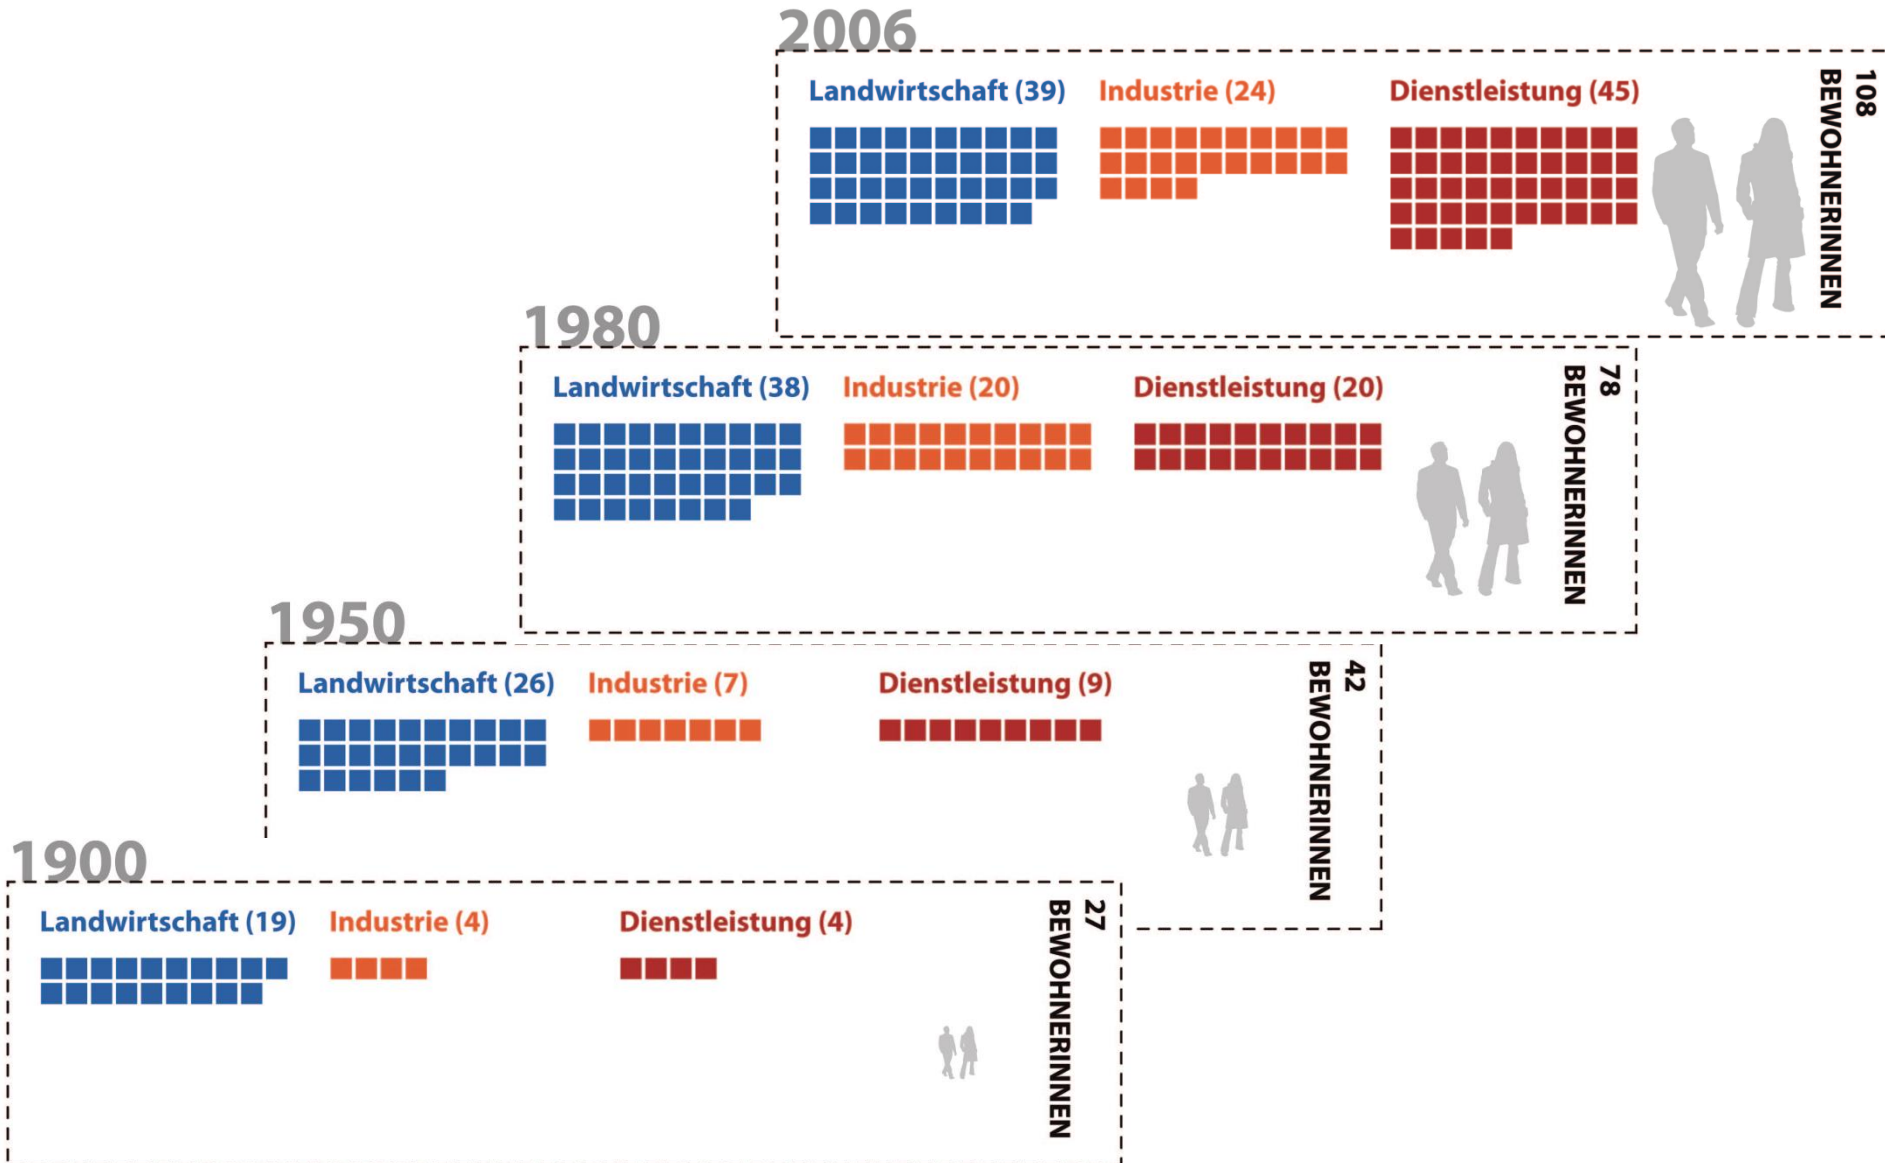 2006
Landwirtschaft (39) Industrie (24) Dienstleistung (45)
108
BEWOHNERINNEN
1980
Landwirtschaft (38) Industrie (20) Dienstleistung (20)
78
BEWOHNERINNEN
1950
Landwirtschaft (26) Industrie (7) Dienstleistung (9)
42
BEWOHNERINNEN
1900
Landwirtschaft (19) Industrie (4) Dienstleistung (4)
27
BEWOHNERINNEN